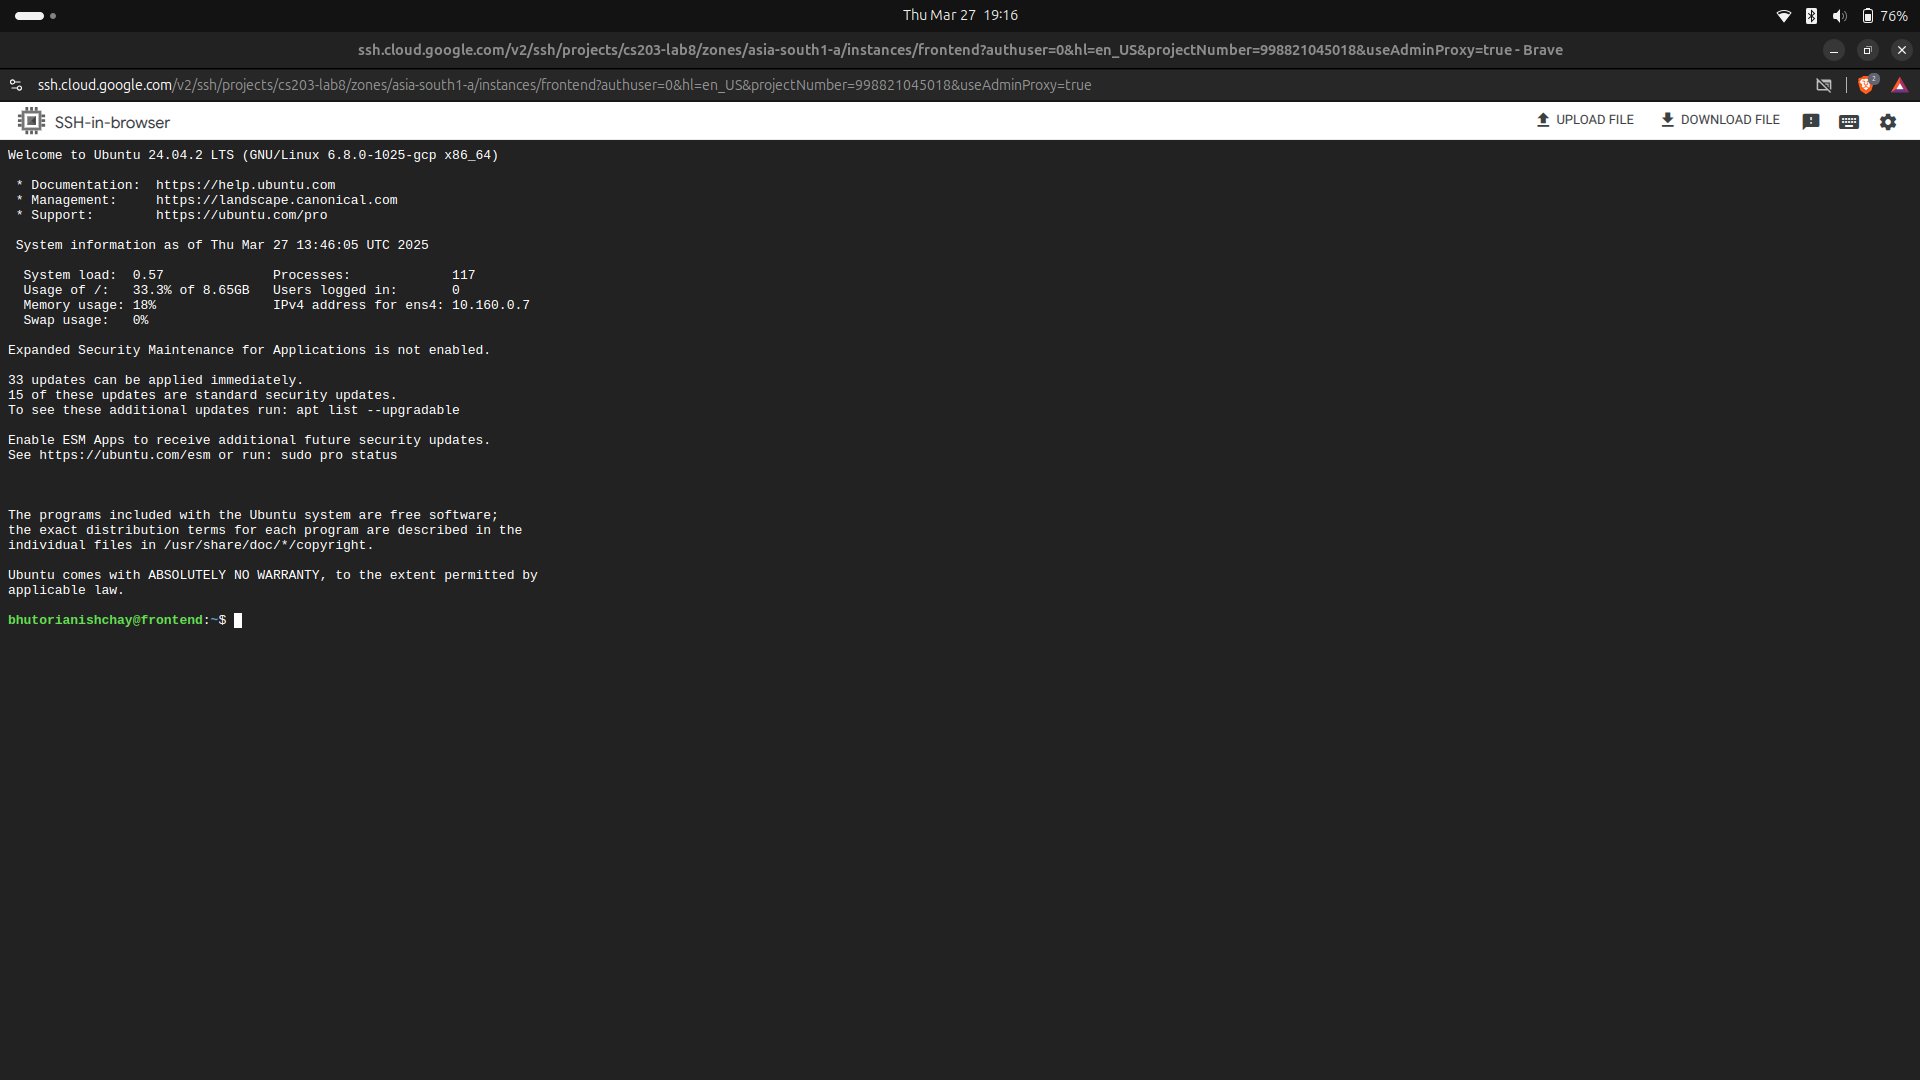 Thu Mar 27 19:16
76%
ssh.cloud.google.com/v2/ssh/projects/cs203-lab8/zones/asia-south1-a/instances/frontend?authuser=0&hl=en_US&projectNumber=998821045018&useAdminProxy=true - Brave
ssh.cloud.google.com/v2/ssh/projects/cs203-lab8/zones/asia-south1-a/instances/frontend?authuser=0&hl=en_US&projectNumber=998821045018&useAdminProxy=true
2
SSH-in-browser
UPLOAD FILE
DOWNLOAD FILE
Welcome to Ubuntu 24.04.2 LTS (GNU/Linux 6.8.0-1025-gcp x86_64)
* Documentation:  https://help.ubuntu.com
* Management:     https://landscape.canonical.com
* Support:        https://ubuntu.com/pro
System information as of Thu Mar 27 13:46:05 UTC 2025
System load:  0.57              Processes:             117
Usage of /:   33.3% of 8.65GB   Users logged in:       0
Memory usage: 18%               IPv4 address for ens4: 10.160.0.7
Swap usage:   0%
Expanded Security Maintenance for Applications is not enabled.
33 updates can be applied immediately.
15 of these updates are standard security updates.
To see these additional updates run: apt list --upgradable
Enable ESM Apps to receive additional future security updates.
See https://ubuntu.com/esm or run: sudo pro status
The programs included with the Ubuntu system are free software;
the exact distribution terms for each program are described in the
individual files in /usr/share/doc/*/copyright.
Ubuntu comes with ABSOLUTELY NO WARRANTY, to the extent permitted by
applicable law.
bhutorianishchay@frontend:~$